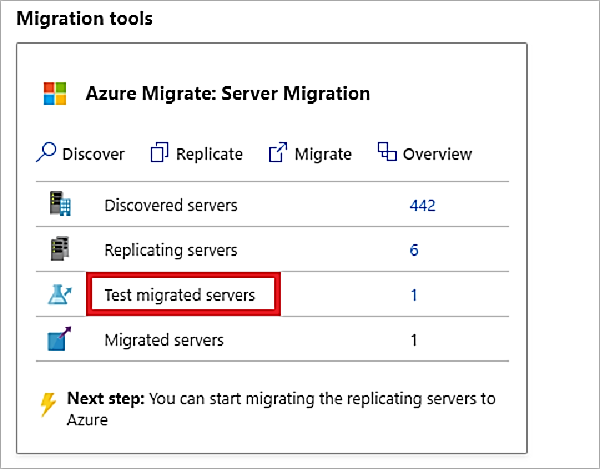 Migration tools
Azure Migrate: Server Migration
Discover Replicate Migrate Overview
Discovered servers 442
Replicating servers 6
Test migrated servers 1
Migrated servers 1
Next step: You can start migrating the replicating servers to
Azure